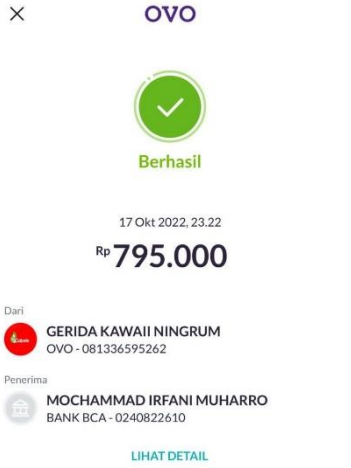 OVO
Berhasil
17 Okt 2022, 23.22
Rp 795.000
Dari
GERIDA KAWAII NINGRUM
OVO - 081336595262
Penerima
MOCHAMMAD IRFANI MUHARRO
BANK BCA - 0240822610
LIHAT DETAIL